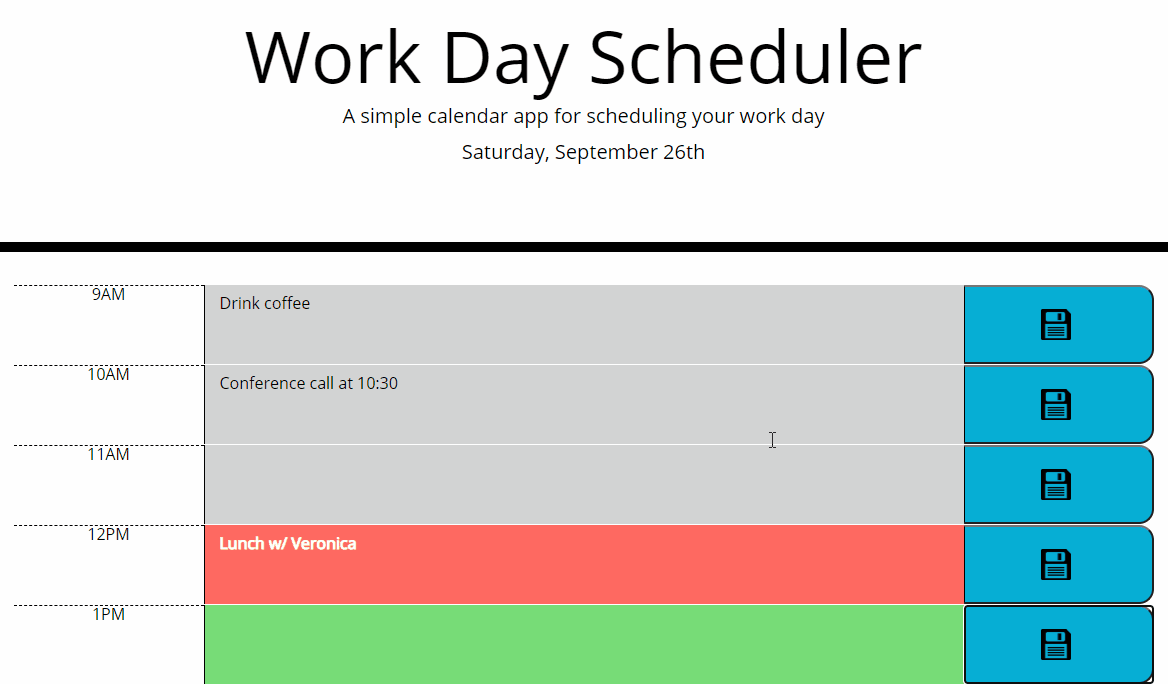 Work Day Scheduler
A simple calendar app for scheduling your work day
Saturday, September 26th
9AM
Drink coffee
10AM
Conference call at 10:30
11AM
12PM
Lunch w/ Veronica
1PM